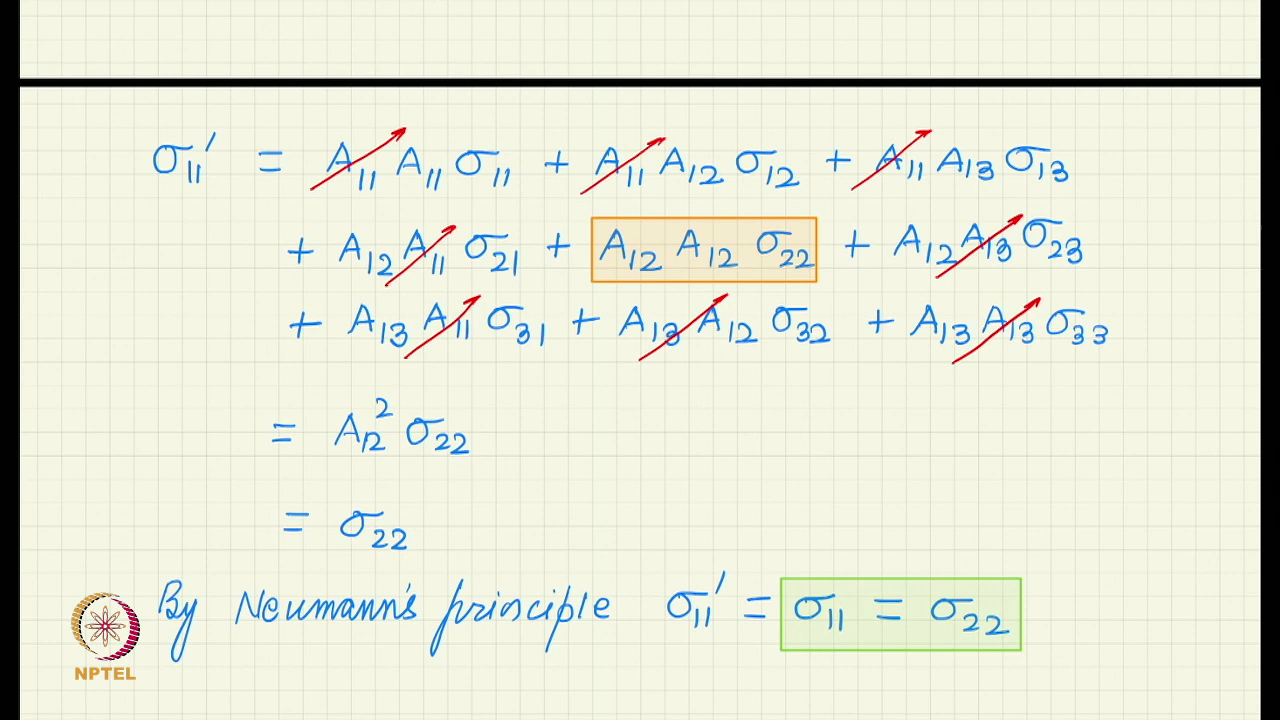 σ₁₁′ = A₁₁ A₁₁ σ₁₁ + A₁₁ A₁₂ σ₁₂ + A₁₁ A₁₃ σ₁₃
+ A₁₂ A₁₁ σ₂₁ + A₁₂ A₁₂ σ₂₂ + A₁₂ A₁₃ σ₂₃
+ A₁₃ A₁₁ σ₃₁ + A₁₃ A₁₂ σ₃₂ + A₁₃ A₁₃ σ₃₃
= A₁₂² σ₂₂
= σ₂₂
By Neumann's principle σ₁₁′ = σ₁₁ = σ₂₂
NPTEL